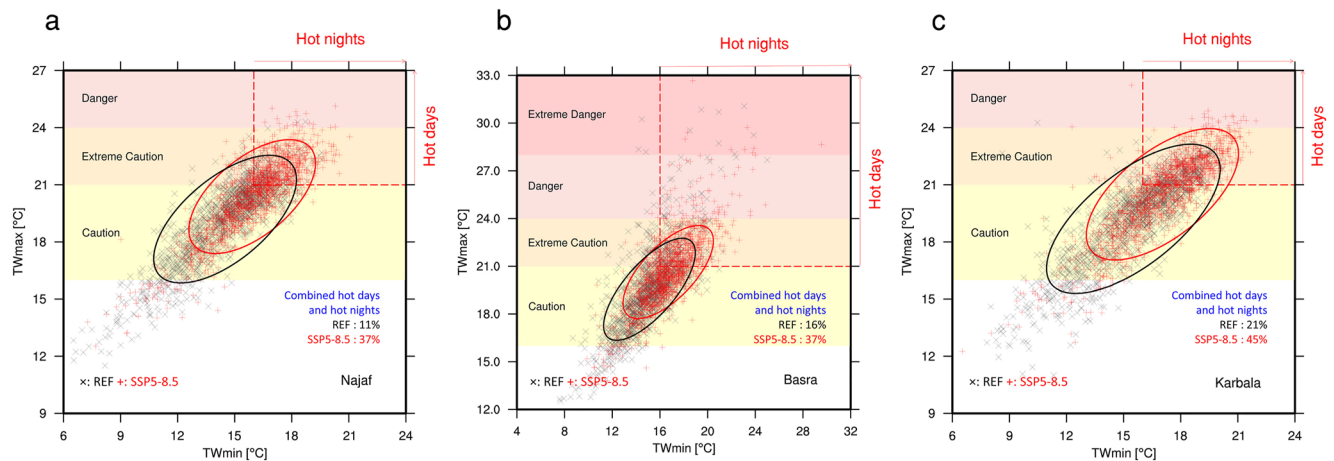 a
Hot nights
Hot days
27
24
21
18
15
12
9
TWmax [°C]
Danger
Extreme Caution
Caution
Combined hot days
and hot nights
REF : 11%
SSP5-8.5 : 37%
×: REF +: SSP5-8.5
Najaf
6 9 12 15 18 21 24
TWmin [°C]
b
Hot nights
Hot days
33.0
30.0
27.0
24.0
21.0
18.0
15.0
12.0
TWmax [°C]
Extreme Danger
Danger
Extreme Caution
Caution
Combined hot days
and hot nights
REF : 16%
SSP5-8.5 : 37%
×: REF +: SSP5-8.5
Basra
4 8 12 16 20 24 28 32
TWmin [°C]
c
Hot nights
Hot days
27
24
21
18
15
12
9
TWmax [°C]
Danger
Extreme Caution
Caution
Combined hot days
and hot nights
REF : 21%
SSP5-8.5 : 45%
×: REF +: SSP5-8.5
Karbala
6 9 12 15 18 21 24
TWmin [°C]